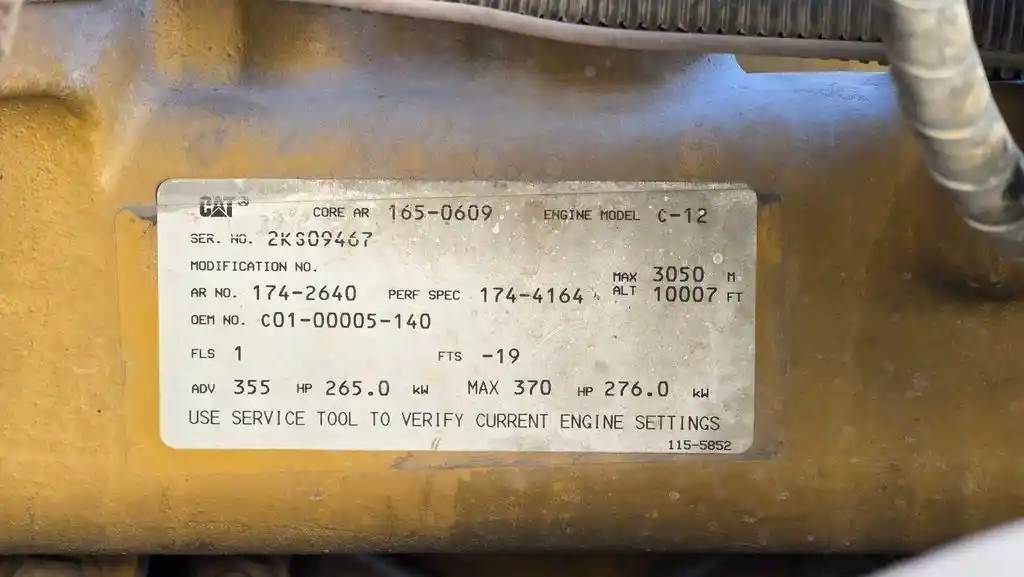 CAT® CORE AR 165-0609 ENGINE MODEL C-12
SER. NO. 2KS09467
MODIFICATION NO.
MAX 3050 M
AR NO. 174-2640 PERF SPEC 174-4164 ALT 10007 FT
OEM NO. C01-00005-140
FLS 1 FTS -19
ADV 355 HP 265.0 kW MAX 370 HP 276.0 kW
USE SERVICE TOOL TO VERIFY CURRENT ENGINE SETTINGS
115-5852